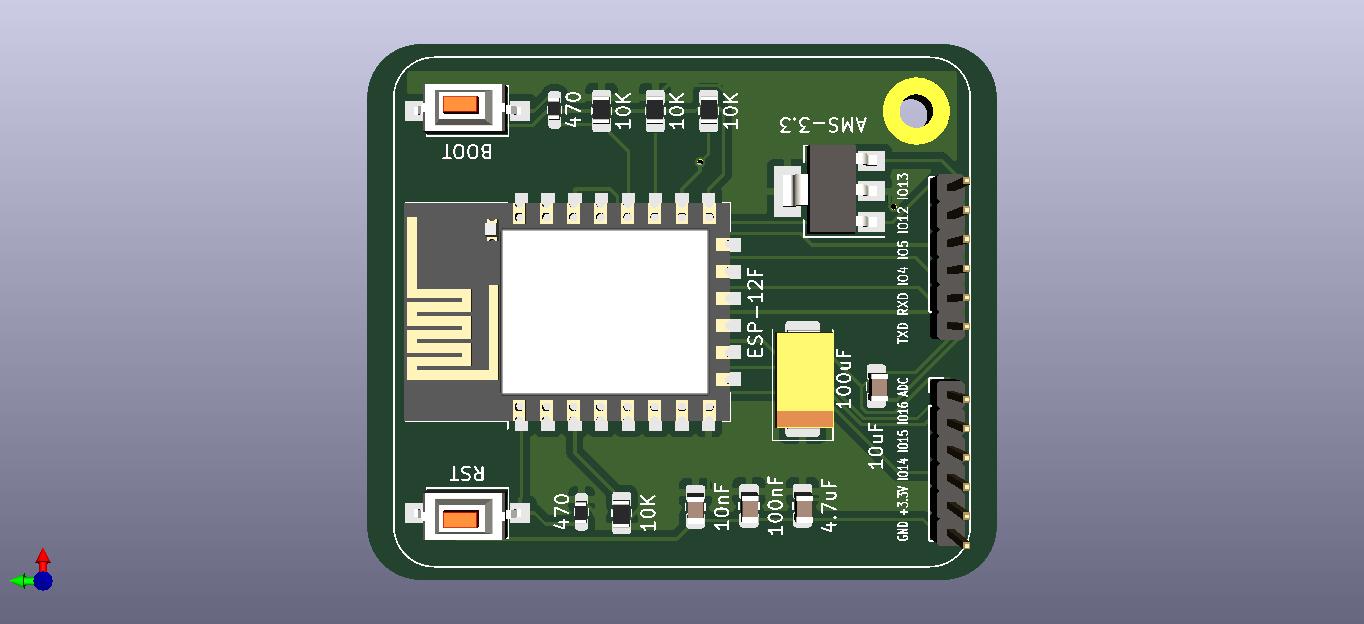 470
10K
10K
10K
BOOT
AMS-3.3
IO13
IO12
IO5
IO4
RXD
TXD
ESP-12F
100uF
10uF
ADC
IO16
IO15
IO14
+3.3V
GND
RST
470
10K
10nF
100nF
4.7uF